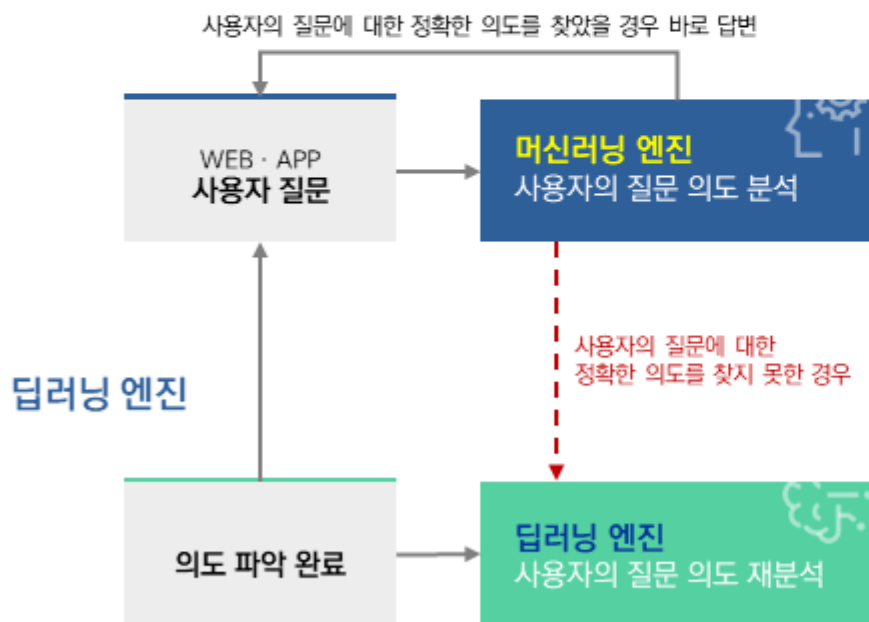 사용자의 질문에 대한 정확한 의도를 찾았을 경우 바로 답변
WEB · APP
사용자 질문
머신러닝 엔진
사용자의 질문 의도 분석
사용자의 질문에 대한
정확한 의도를 찾지 못한 경우
딥러닝 엔진
의도 파악 완료
딥러닝 엔진
사용자의 질문 의도 재분석